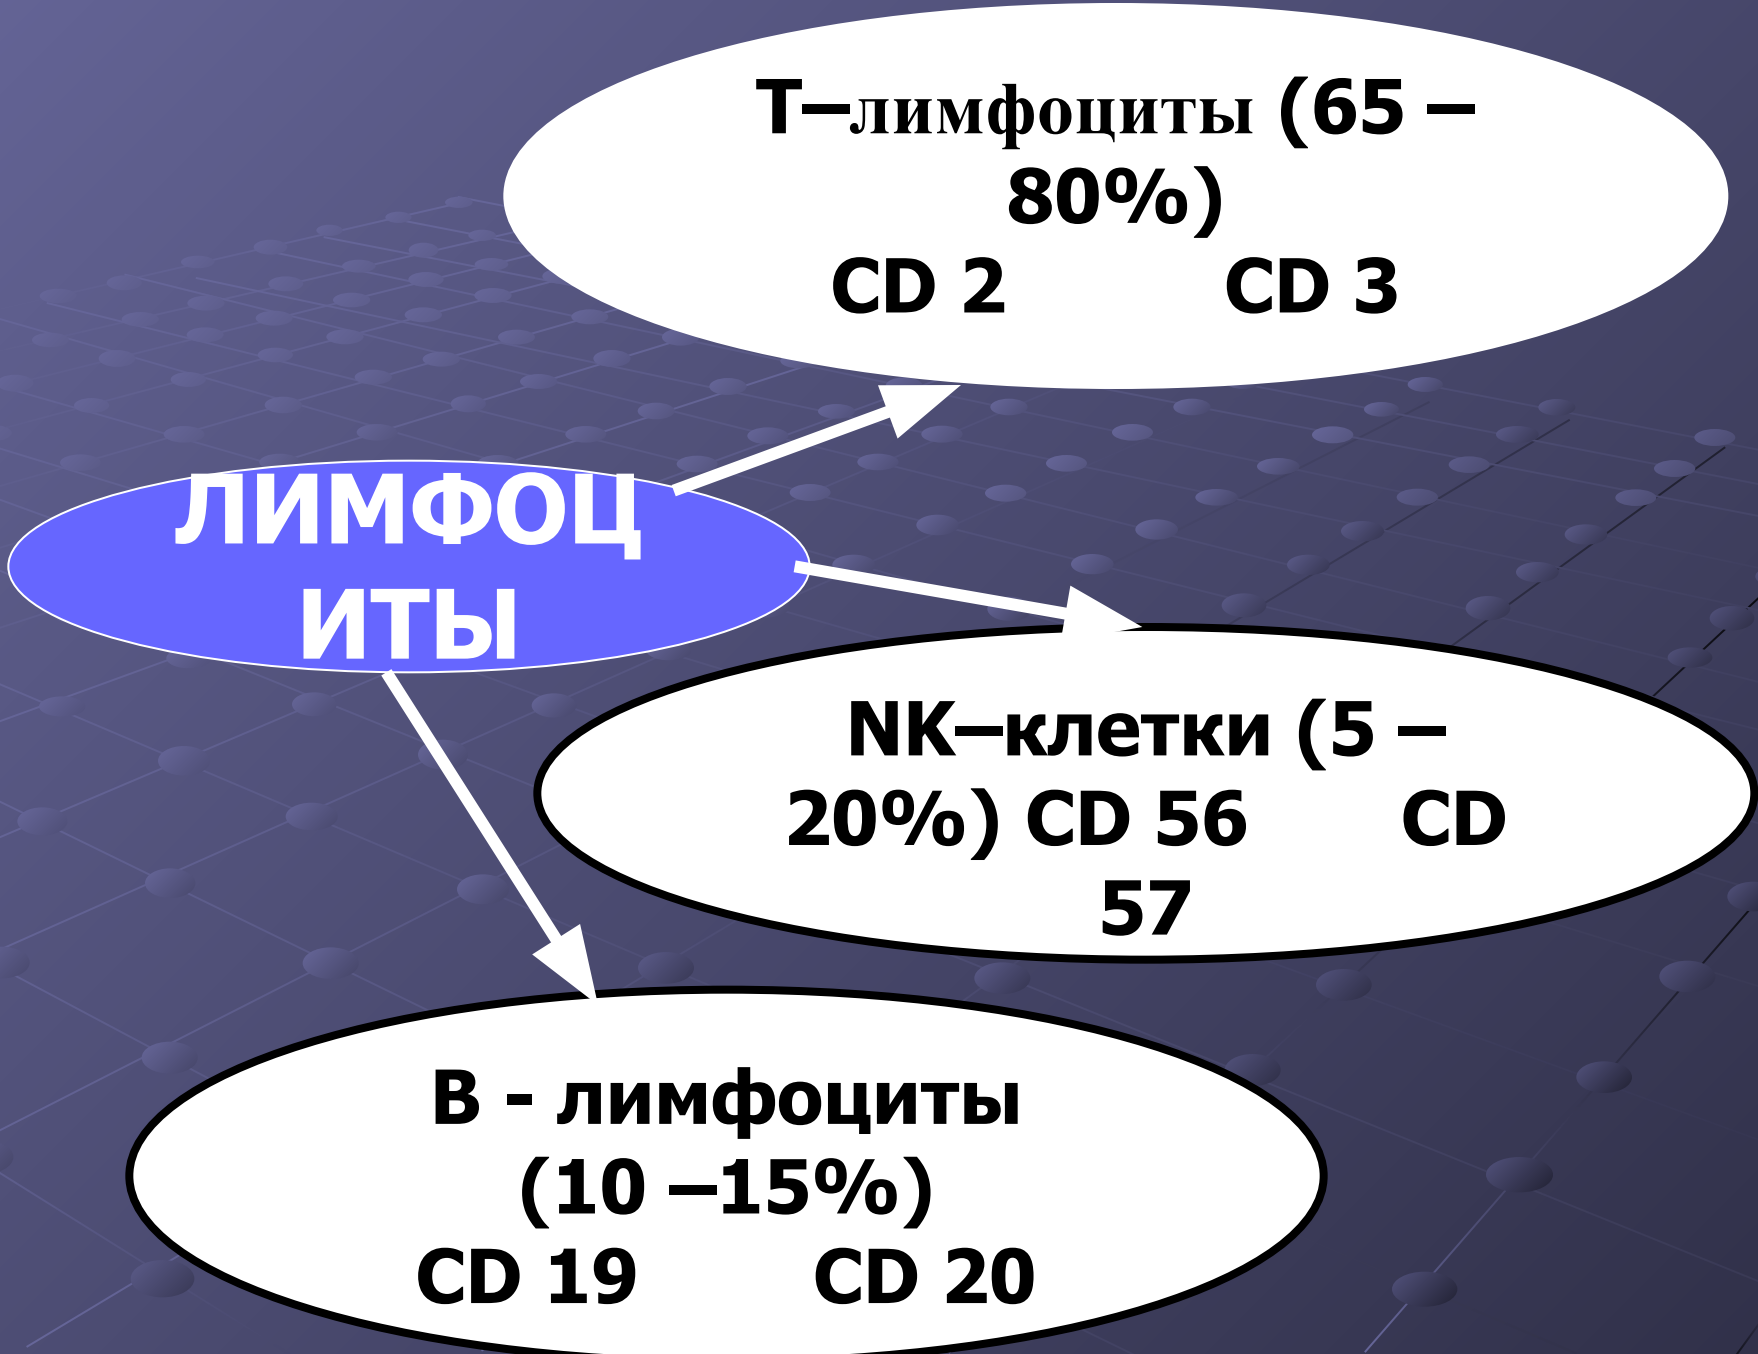 Т–лимфоциты (65 –
80%)
CD 2 CD 3
ЛИМФОЦ
ИТЫ
NK–клетки (5 –
20%) CD 56 CD
57
В - лимфоциты
(10 –15%)
CD 19 CD 20